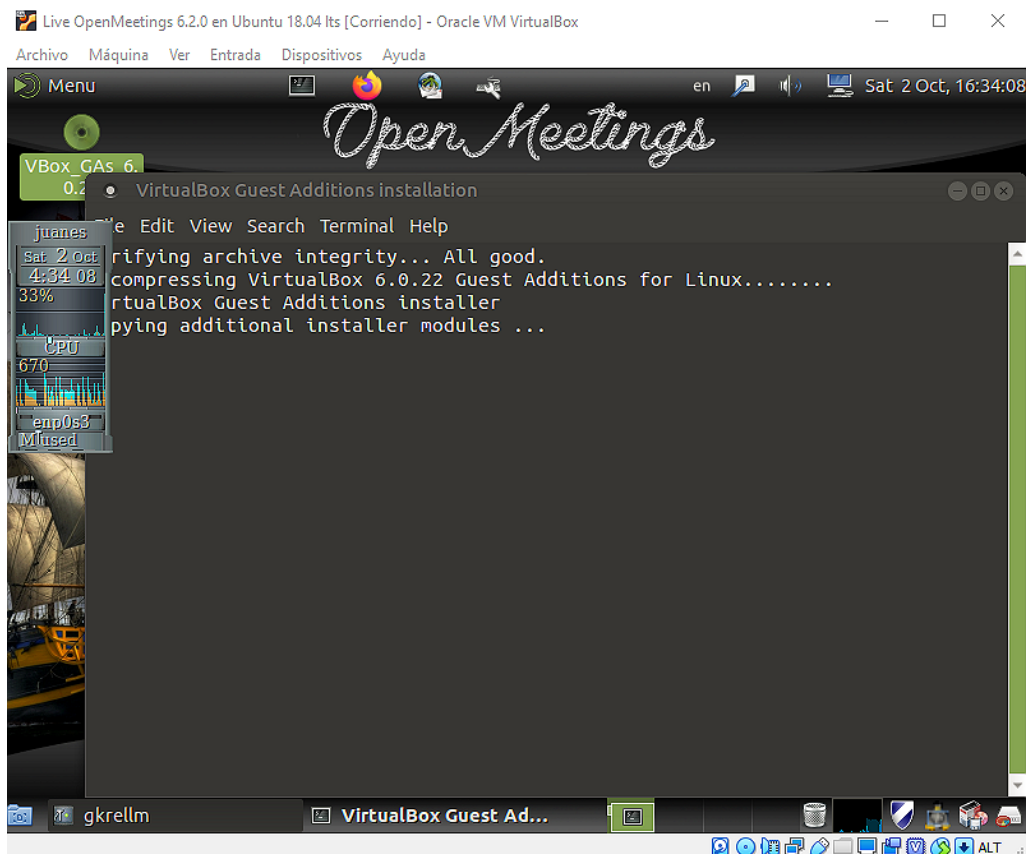 Live OpenMeetings 6.2.0 en Ubuntu 18.04 lts [Corriendo] - Oracle VM VirtualBox
Archivo Máquina Ver Entrada Dispositivos Ayuda
Menu en Sat 2 Oct, 16:34:08
Open Meetings
VBox_GAs_6.
0.2
VirtualBox Guest Additions installation
le Edit View Search Terminal Help
juanes
Sat 2 Oct
4:34 08
33%
CPU
670
enp0s3
used
rifying archive integrity... All good.
compressing VirtualBox 6.0.22 Guest Additions for Linux........
rtualBox Guest Additions installer
pying additional installer modules ...
gkrellm
VirtualBox Guest Ad...
ALT